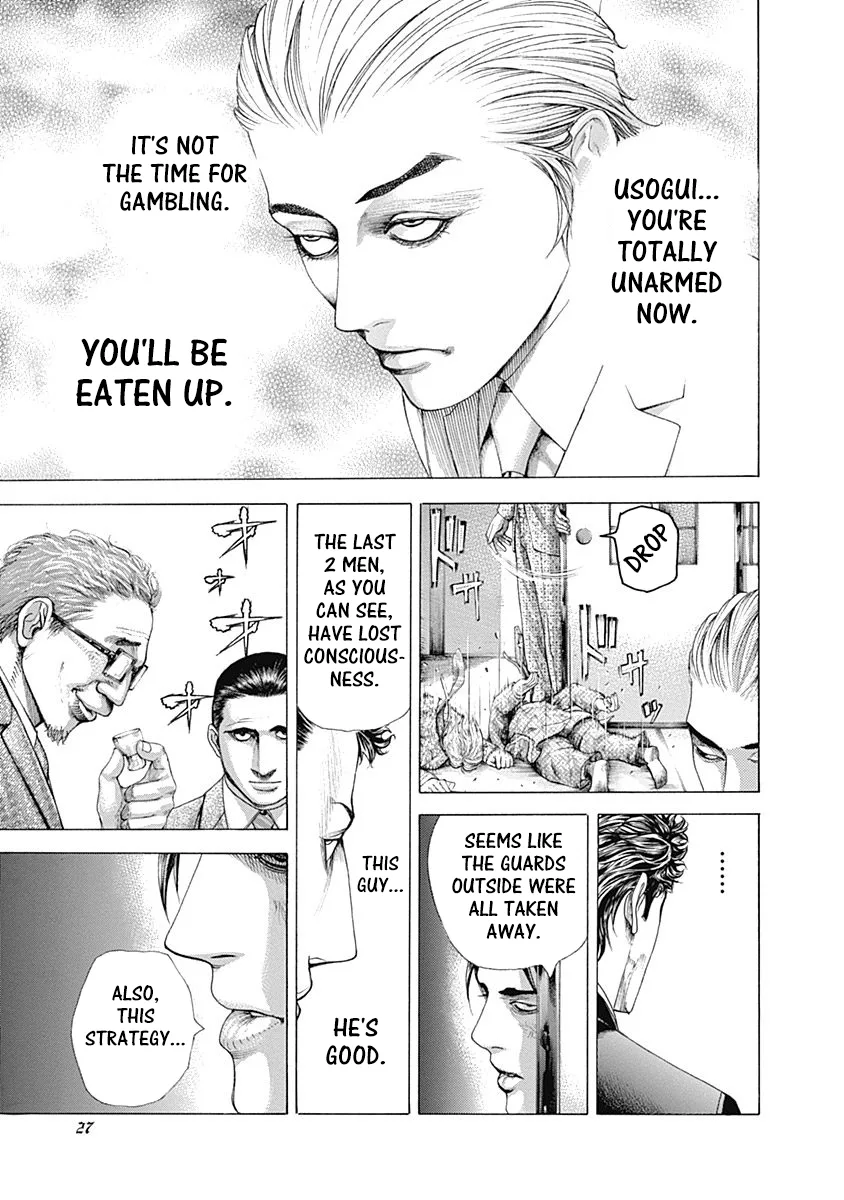 USOGUI...
YOU'RE
TOTALLY
UNARMED
NOW.
IT'S NOT
THE TIME FOR
GAMBLING.
YOU'LL BE
EATEN UP.
DROP
THE LAST
2 MEN,
AS YOU
CAN SEE,
HAVE LOST
CONSCIOUS-
NESS.
......
SEEMS LIKE
THE GUARDS
OUTSIDE WERE
ALL TAKEN
AWAY.
THIS
GUY...
HE'S
GOOD.
ALSO,
THIS
STRATEGY...
27